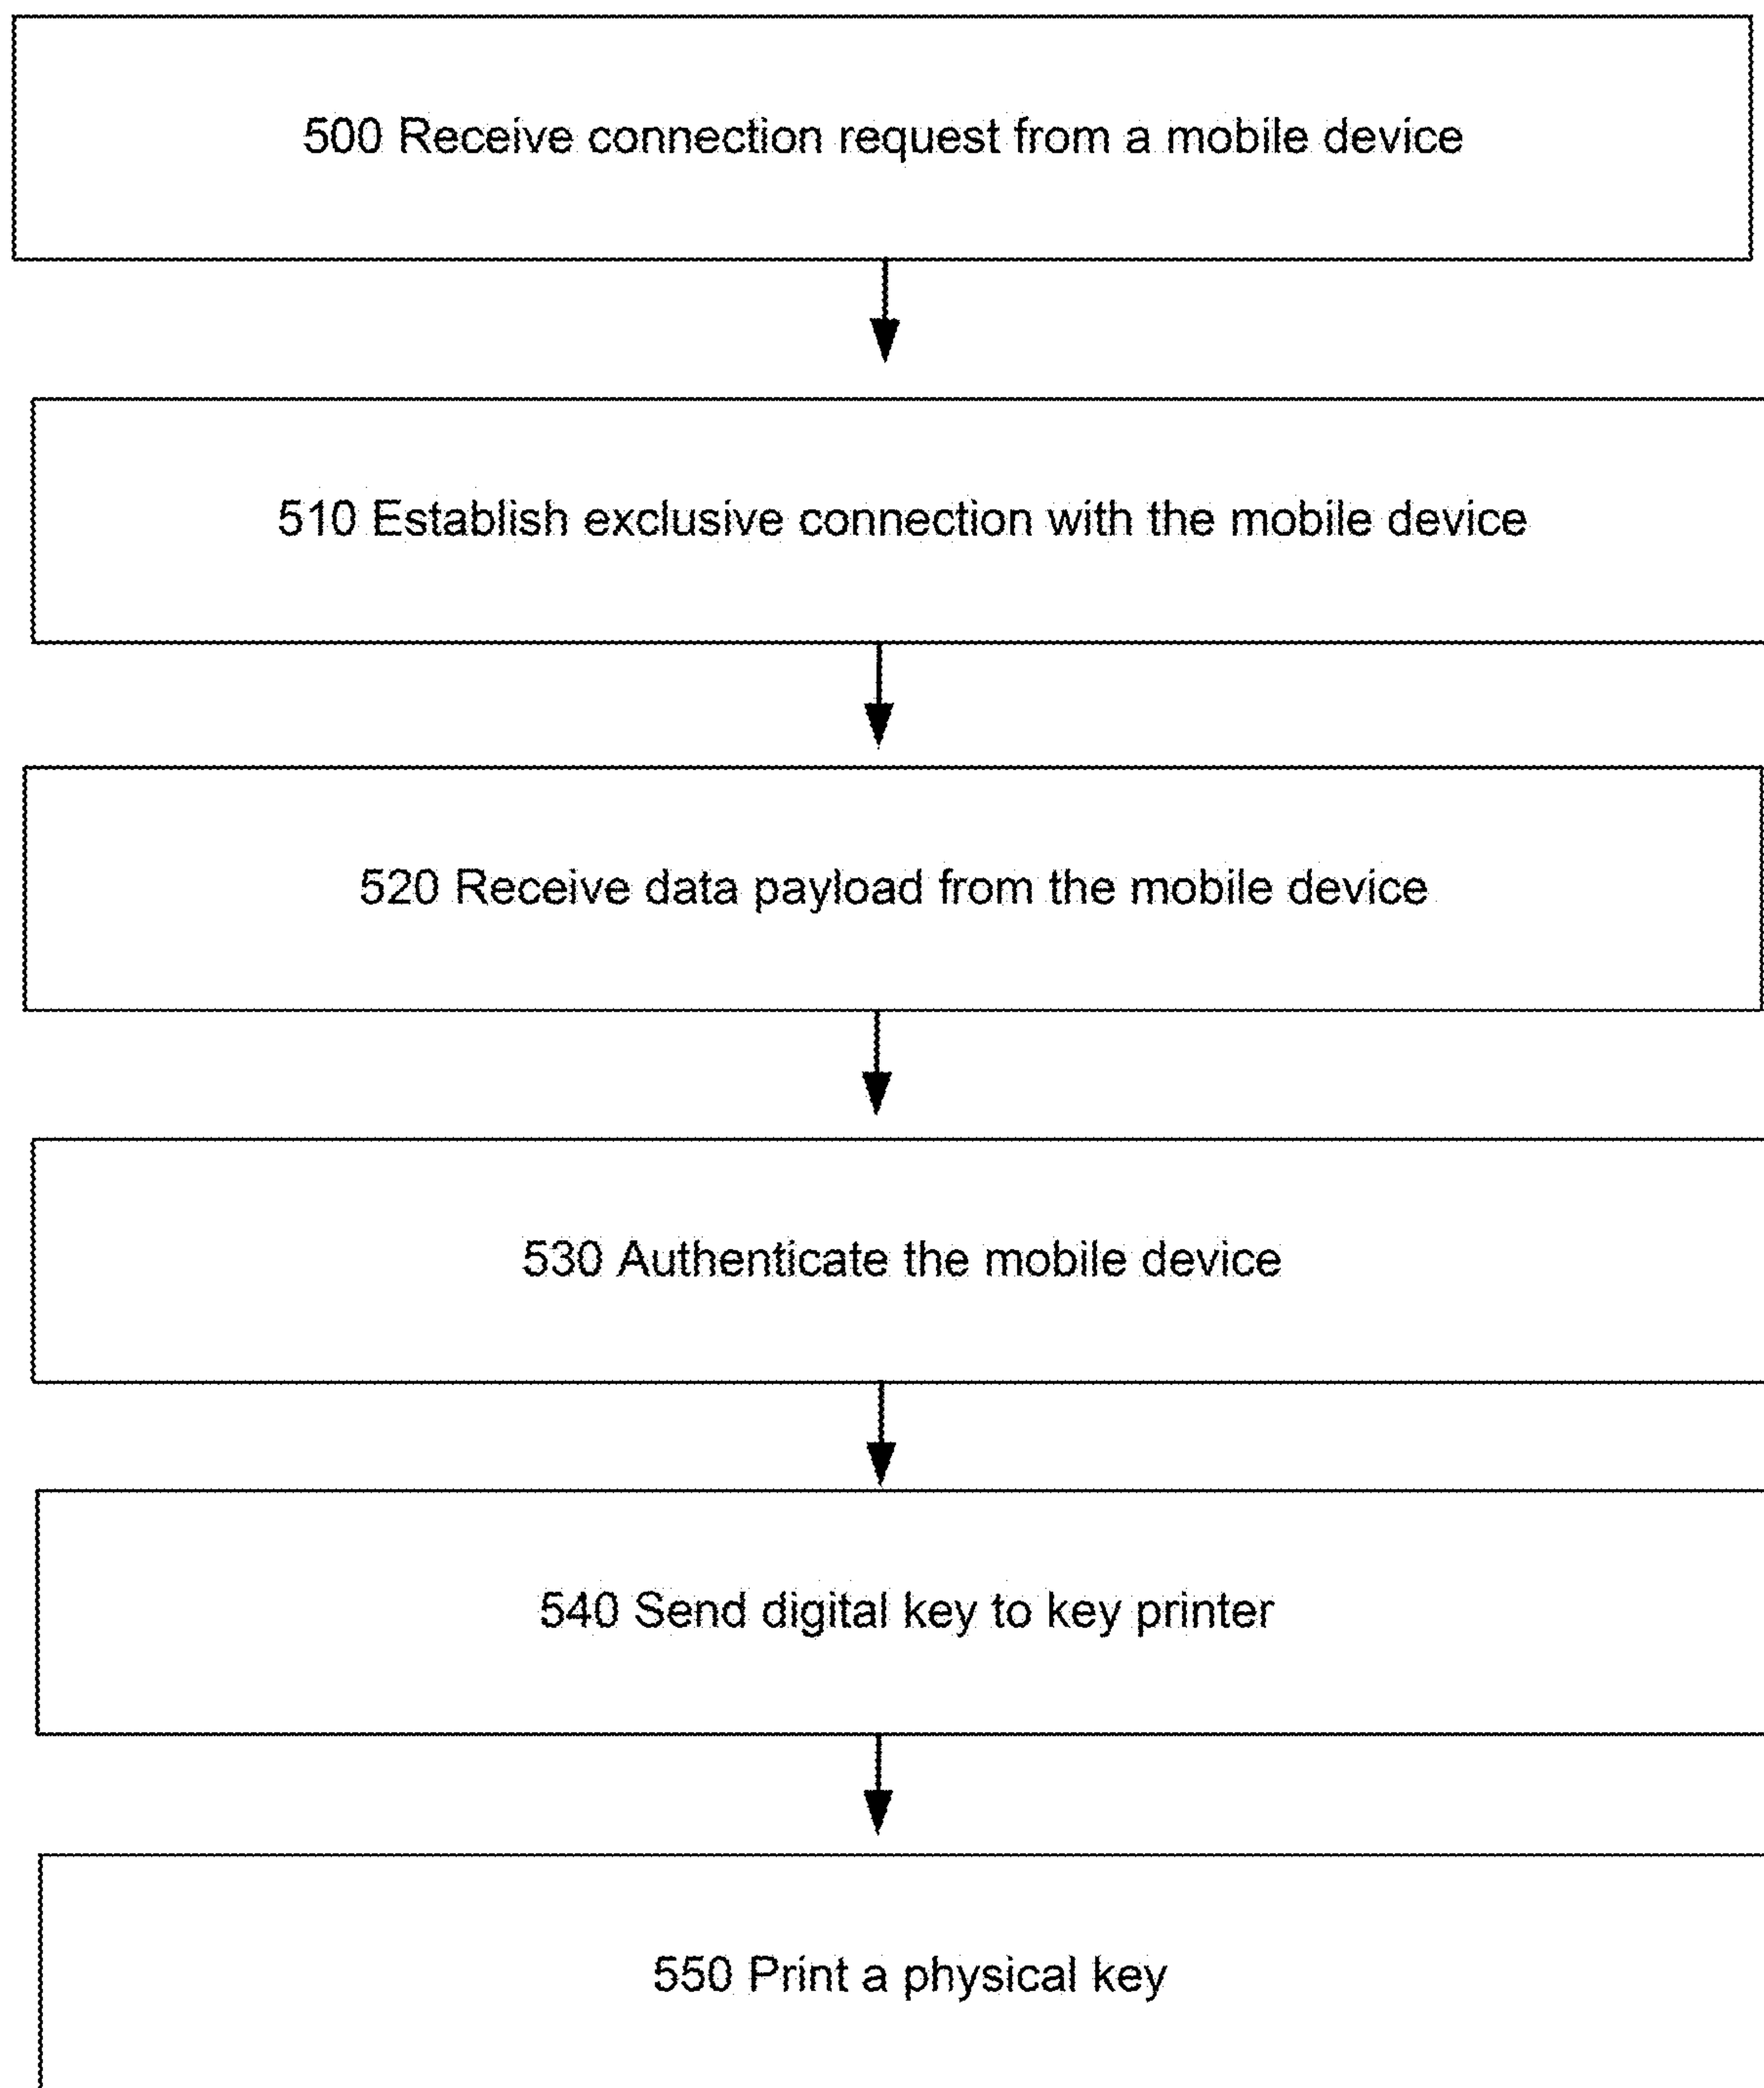 500 Receive connection request from a mobile device
510 Establish exclusive connection with the mobile device
520 Receive data payload from the mobile device
530 Authenticate the mobile device
540 Send digital key to key printer
550 Print a physical key